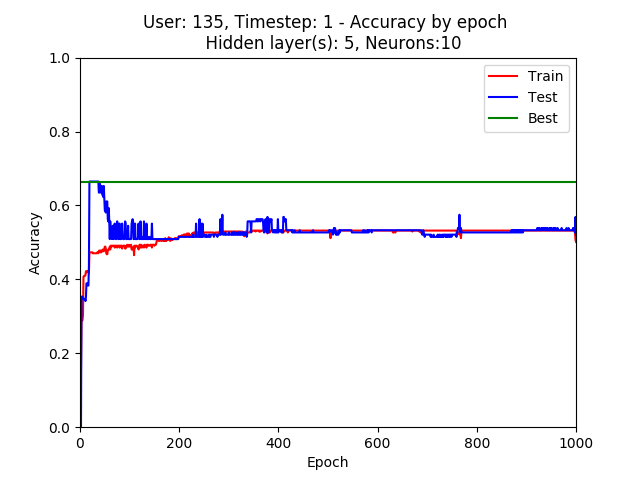 User: 135, Timestep: 1 - Accuracy by epoch
Hidden layer(s): 5, Neurons:10
1.0
0.8
0.6
0.4
0.2
0.0
Accuracy
Train
Test
Best
0
200
400
600
800
1000
Epoch